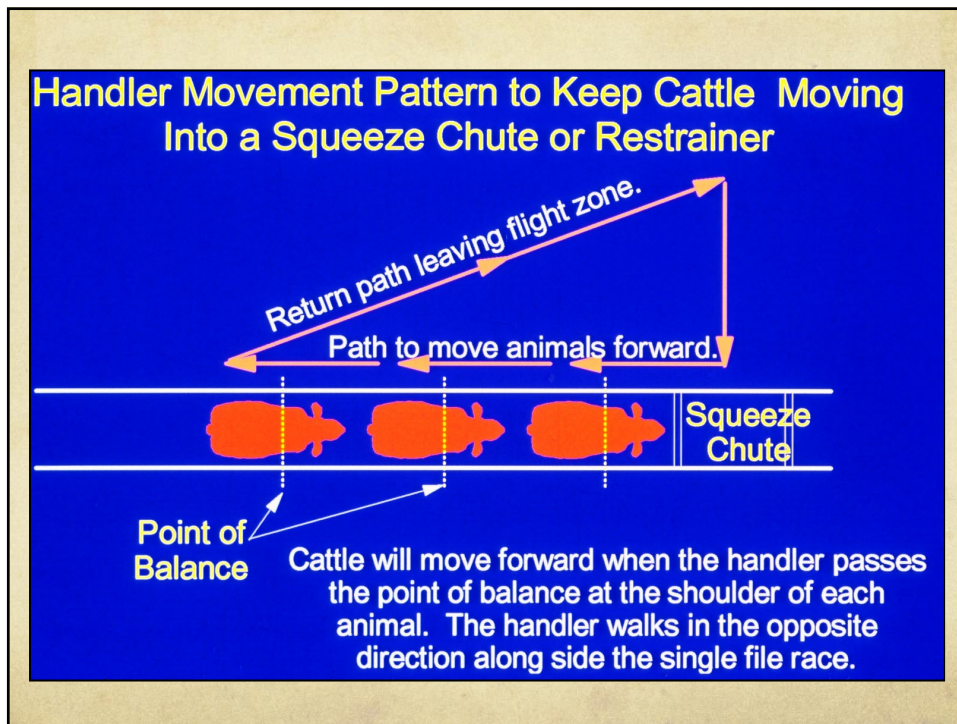 Handler Movement Pattern to Keep Cattle Moving
Into a Squeeze Chute or Restrainer
Return path leaving flight zone.
Path to move animals forward.
Squeeze
Chute
Point of
Balance
Cattle will move forward when the handler passes
the point of balance at the shoulder of each
animal. The handler walks in the opposite
direction along side the single file race.